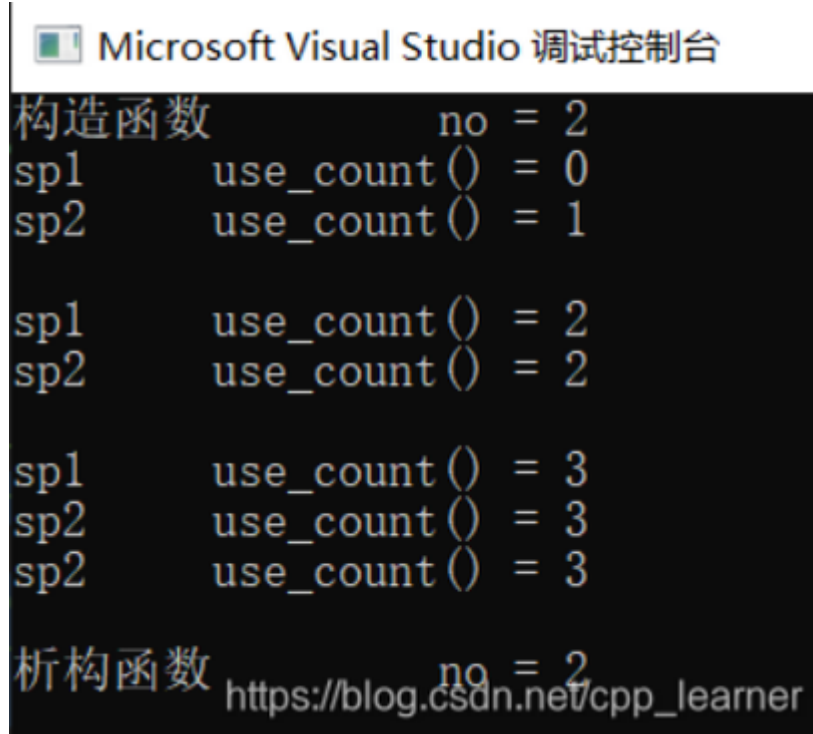 Microsoft Visual Studio 调试控制台
构造函数 no = 2
sp1 use_count() = 0
sp2 use_count() = 1
sp1 use_count() = 2
sp2 use_count() = 2
sp1 use_count() = 3
sp2 use_count() = 3
sp2 use_count() = 3
析构函数 no = 2
https://blog.csdn.net/cpp_learner